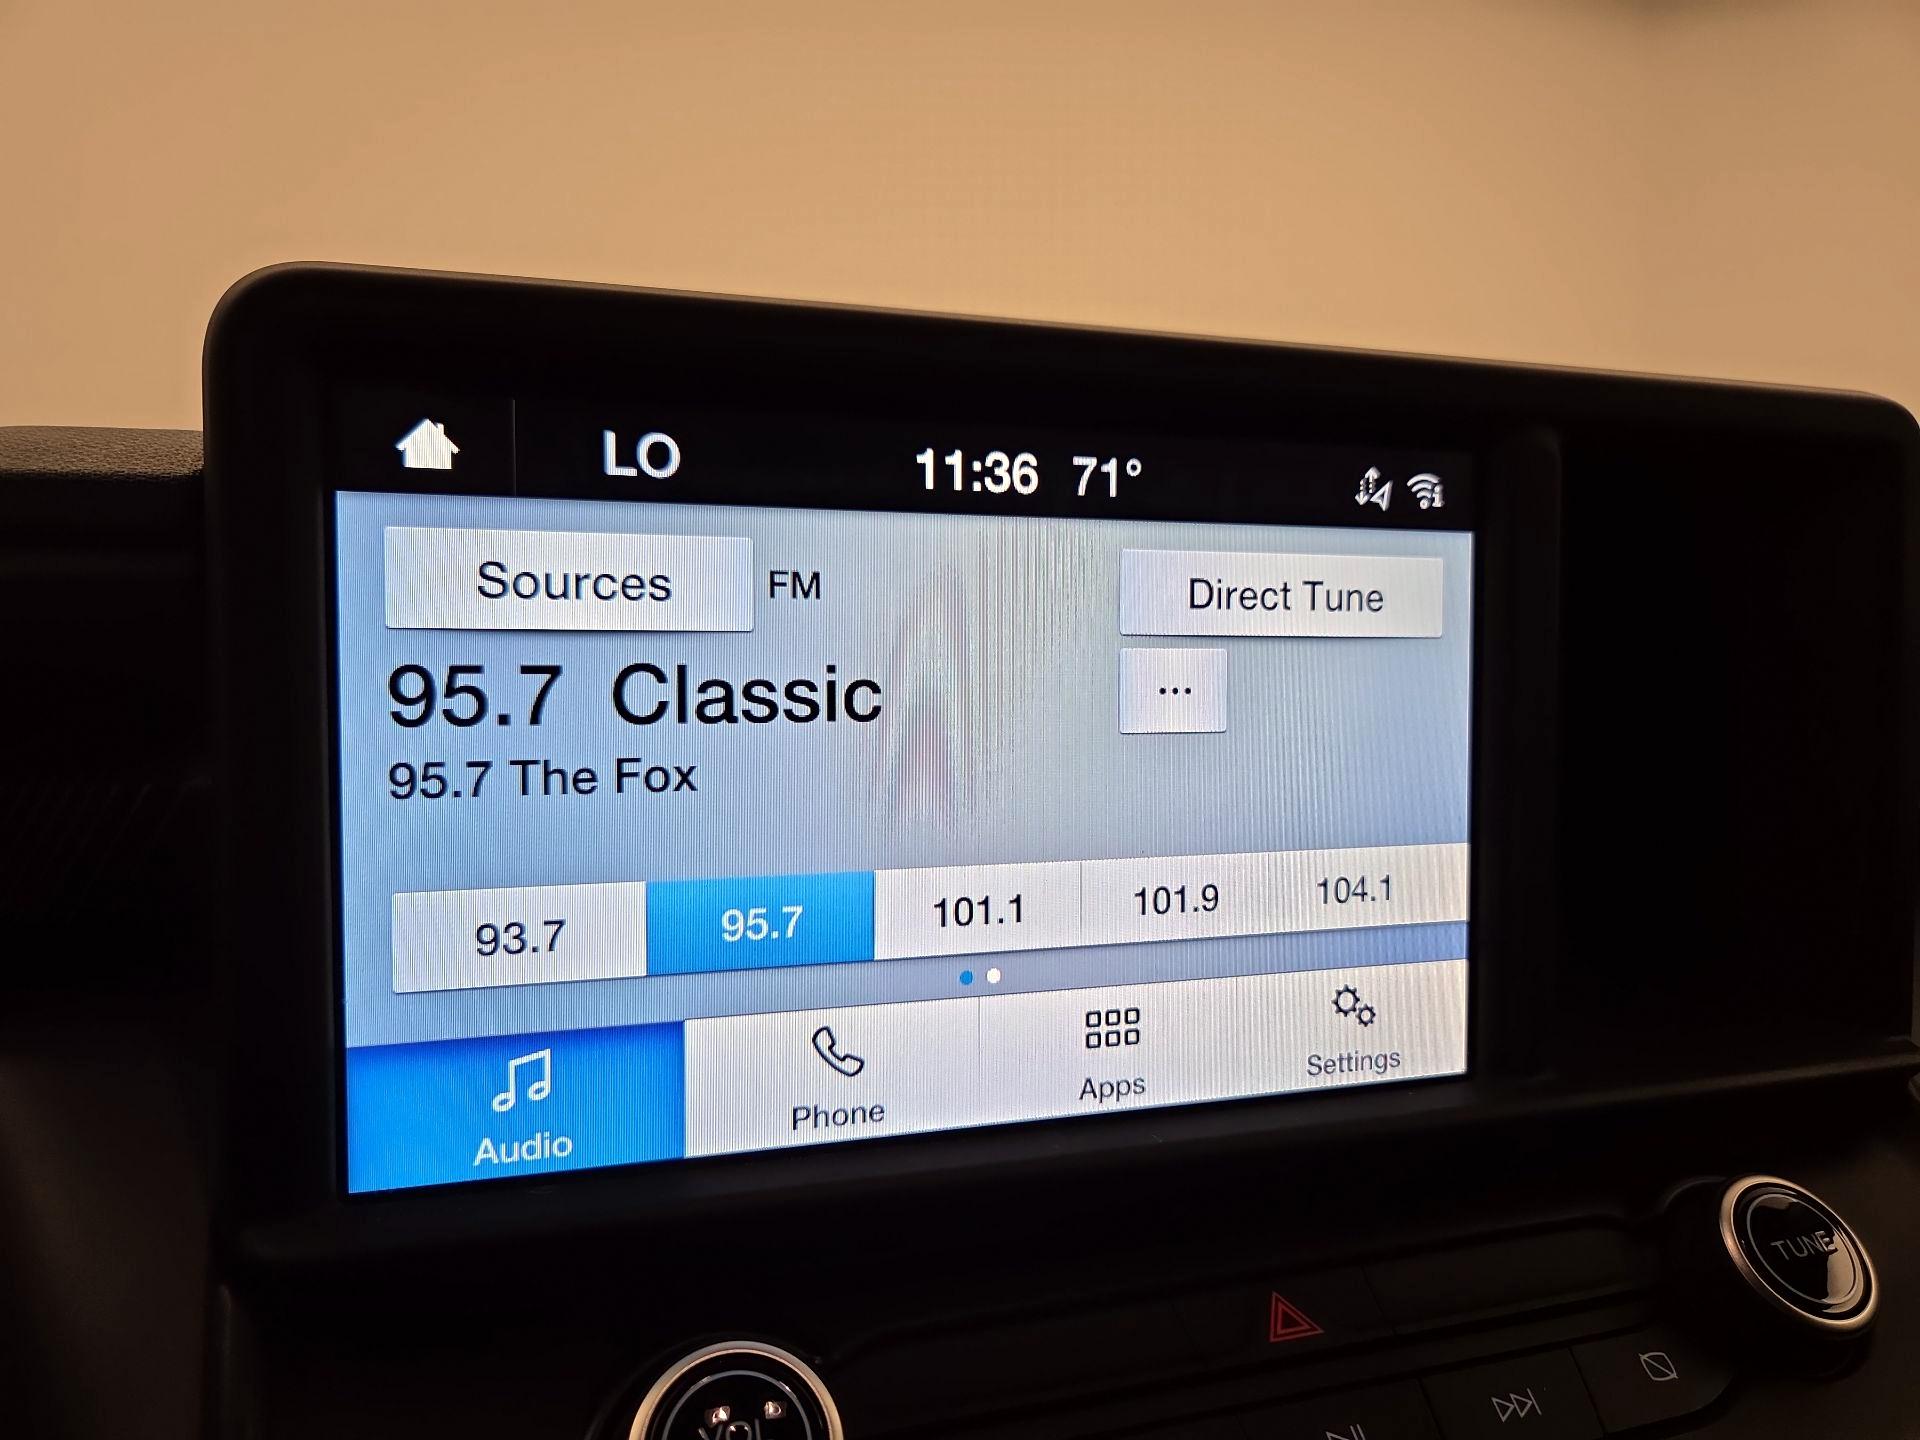 LO 11:36 71°
Sources FM Direct Tune
95.7 Classic ...
95.7 The Fox
93.7 95.7 101.1 101.9 104.1
Audio Phone Apps Settings
TUNE
VOL